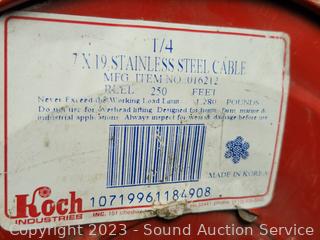 1/4
7 X 19 STAINLESS STEEL CABLE
MFG. ITEM NO. 016212
REEL 250 FEET
Never Exceed the Working Load Limit 1,280 POUNDS
Do not use for overhead lifting. Designed for home, farm, marine &
industrial applications. Always inspect for wear & damage before
MADE IN KOREA
Koch
INDUSTRIES
INC.
10719961184908
Copyright 2023 - Sound Auction Service